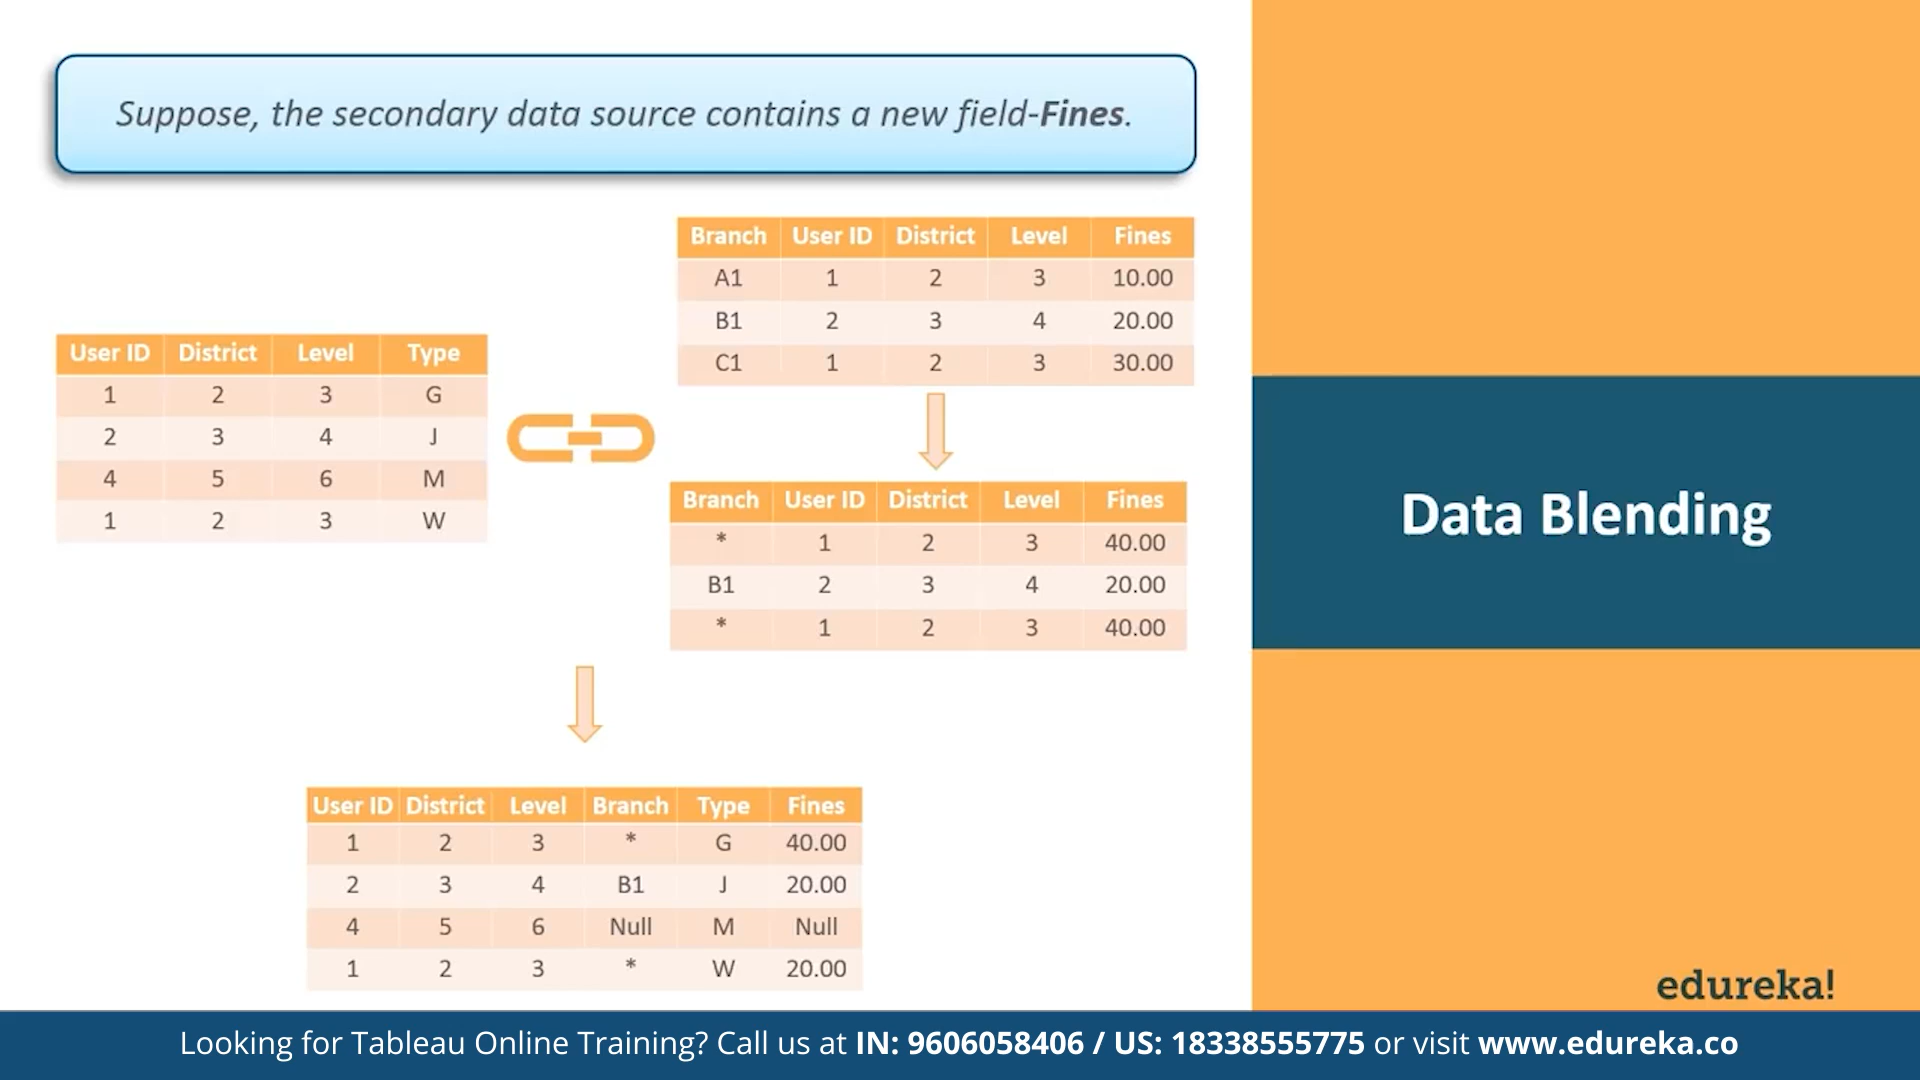 Suppose, the secondary data source contains a new field-Fines.
Branch User ID District Level Fines
A1 1 2 3 10.00
B1 2 3 4 20.00
C1 1 2 3 30.00
User ID District Level Type
1 2 3 G
2 3 4 J
4 5 6 M
1 2 3 W
Branch User ID District Level Fines
* 1 2 3 40.00
B1 2 3 4 20.00
* 1 2 3 40.00
User ID District Level Branch Type Fines
1 2 3 * G 40.00
2 3 4 B1 J 20.00
4 5 6 Null M Null
1 2 3 * W 20.00
Data Blending
edureka!
Looking for Tableau Online Training? Call us at IN: 9606058406 / US: 18338555775 or visit www.edureka.co